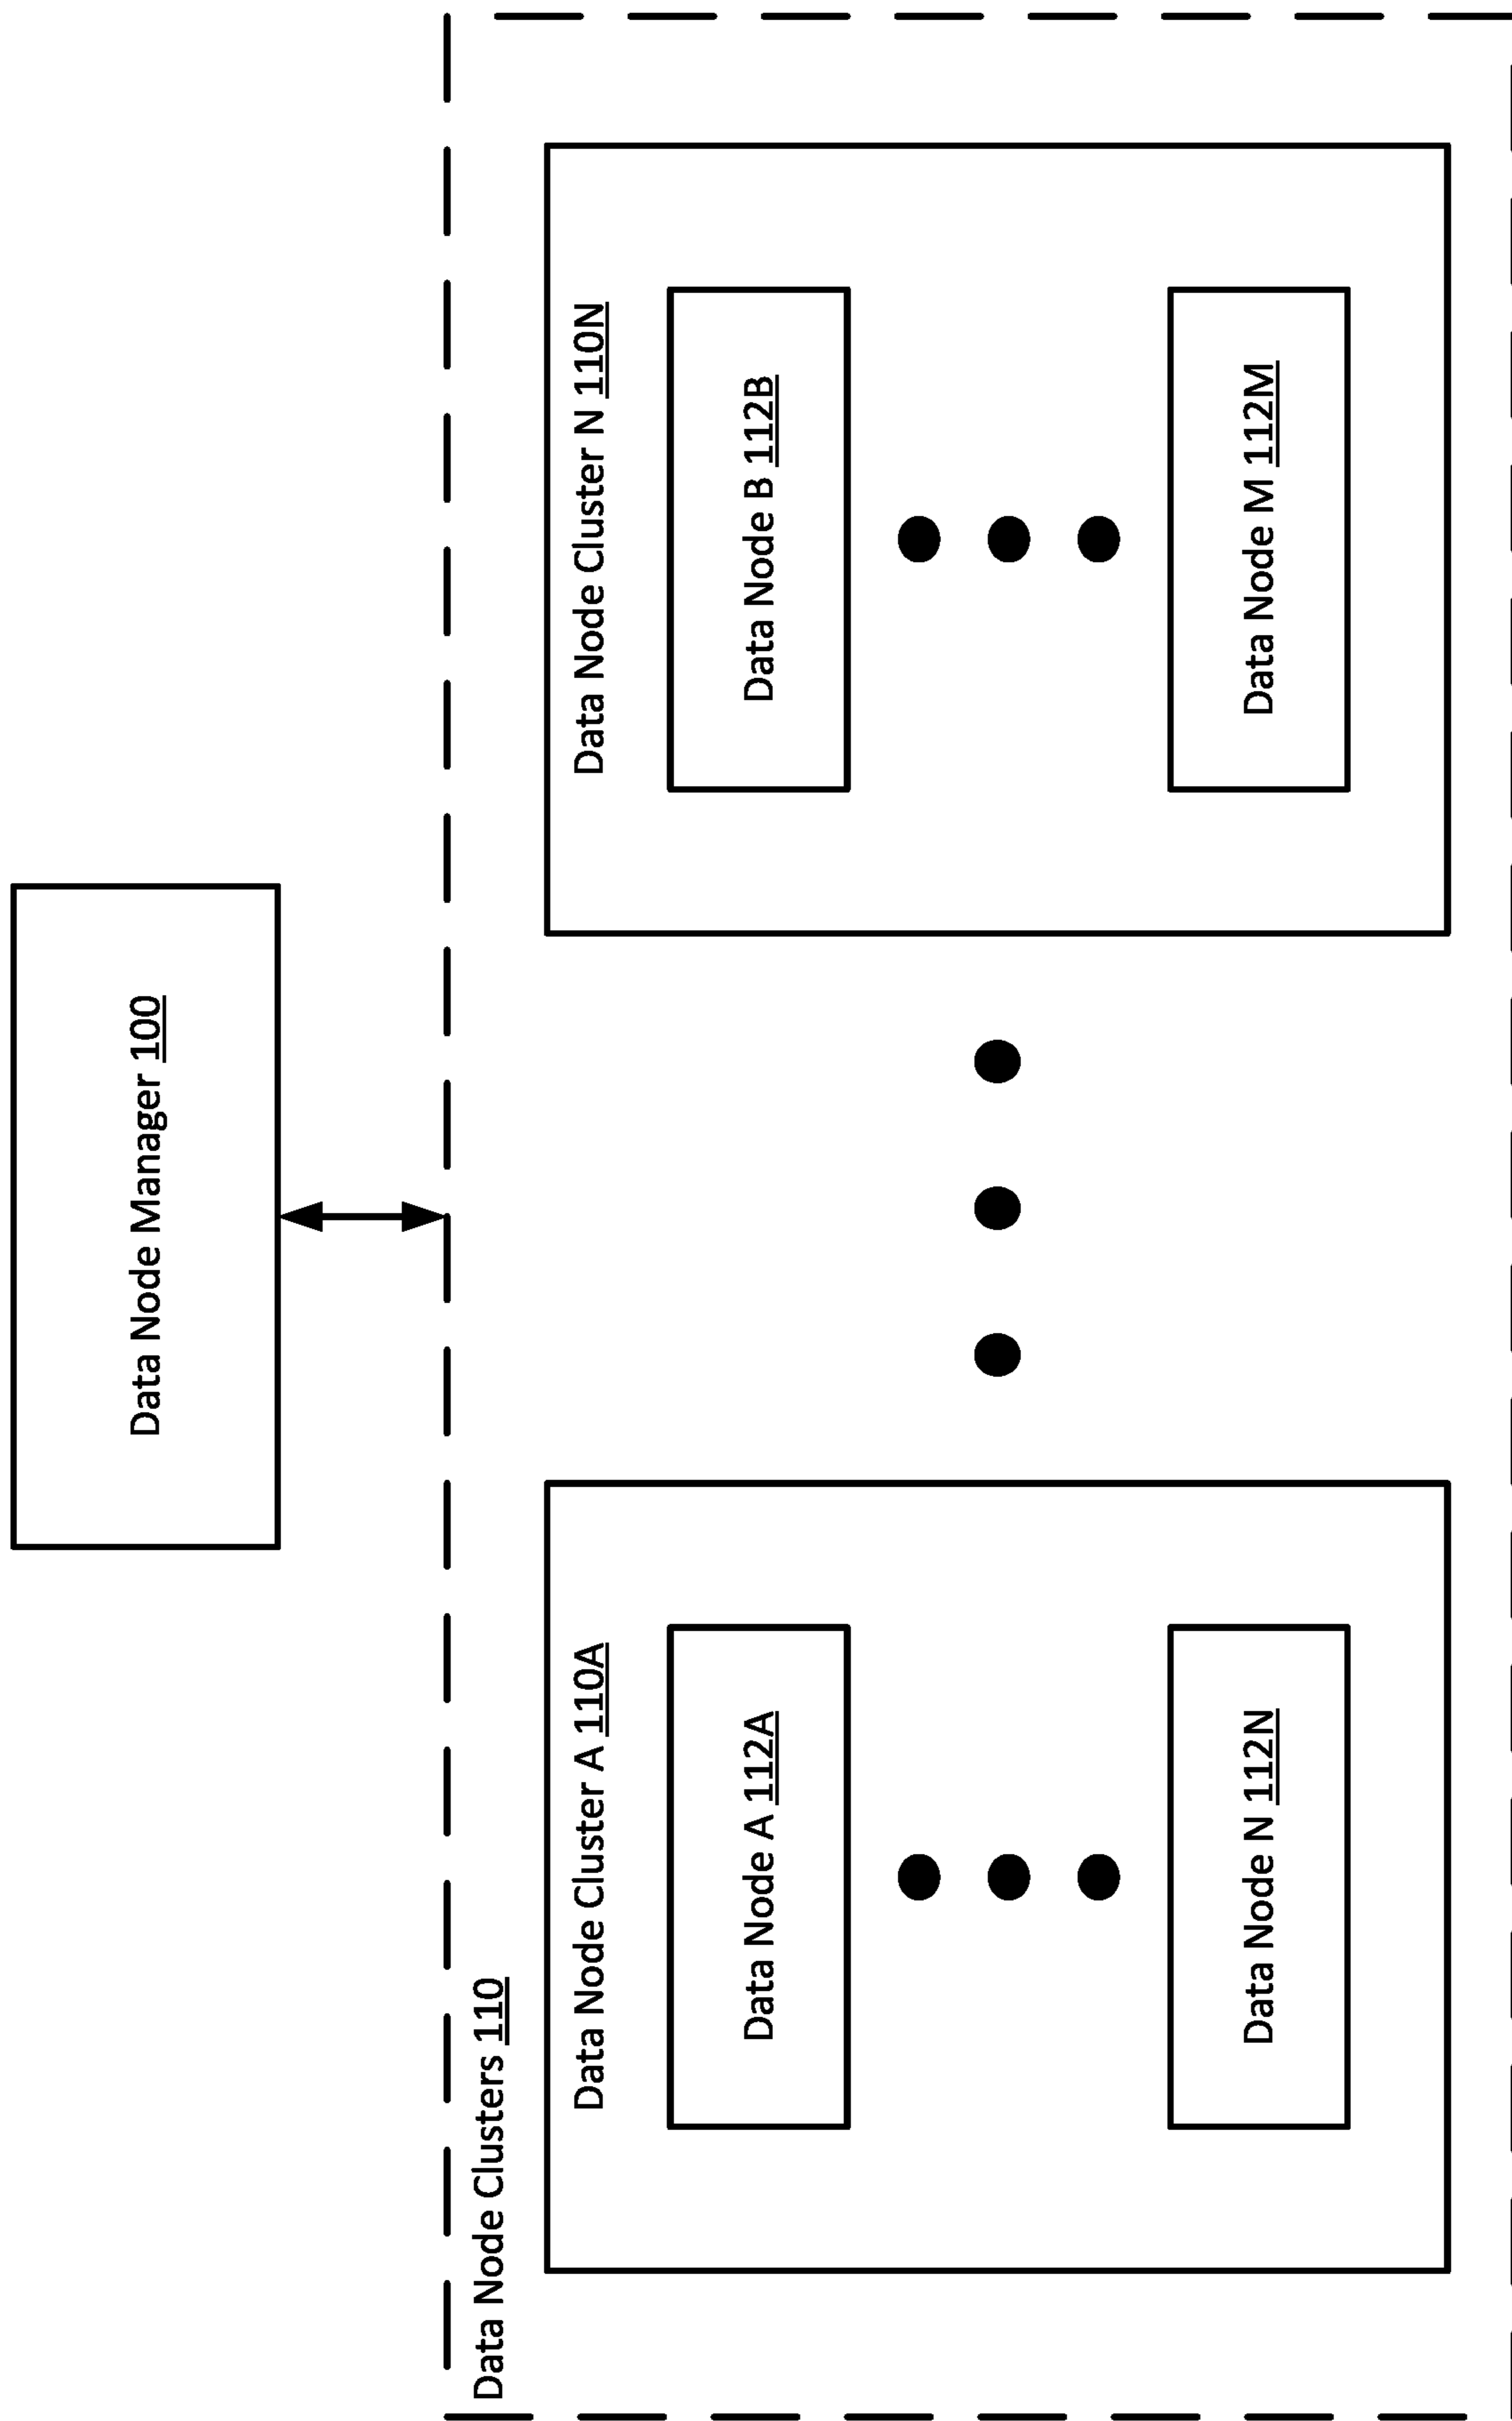 Data Node Manager 100
Data Node Clusters 110
Data Node Cluster A 110A
Data Node A 112A
Data Node N 112N
Data Node Cluster N 110N
Data Node B 112B
Data Node M 112M